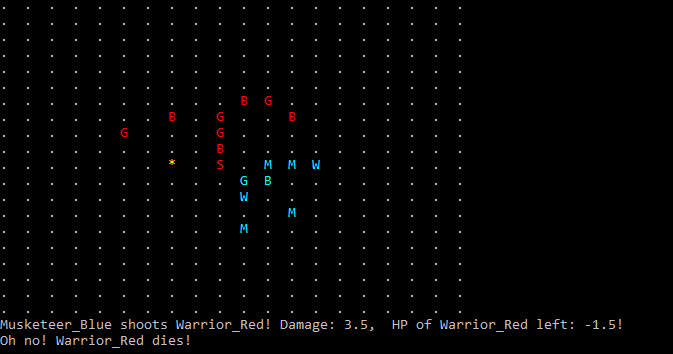 . . . . . . . . . . . . . . . . . . . .
. . . . . . . . . . . . . . . . . . . .
. . . . . . . . . . . . . . . . . . . .
. . . . . . . . . . . . . . . . . . . .
. . . . . . . . . . . . . . . . . . . .
. . . . . . . . . . . . . . . . . . . .
. . . . . . . . . . B G . . . . . . . .
. . . . . . . B . G . . B . . . . . . .
. . . . . G . . . G . . . . . . . . . .
. . . . . . . . . B . . . . . . . . . .
. . . . . . . * . S . M M W . . . . . .
. . . . . . . . . . G B . . . . . . . .
. . . . . . . . . . W . . . . . . . . .
. . . . . . . . . . . . M . . . . . . .
. . . . . . . . . . M . . . . . . . . .
. . . . . . . . . . . . . . . . . . . .
. . . . . . . . . . . . . . . . . . . .
. . . . . . . . . . . . . . . . . . . .
. . . . . . . . . . . . . . . . . . . .
. . . . . . . . . . . . . . . . . . . .
Musketeer_Blue shoots Warrior_Red! Damage: 3.5,  HP of Warrior_Red left: -1.5!
Oh no! Warrior_Red dies!